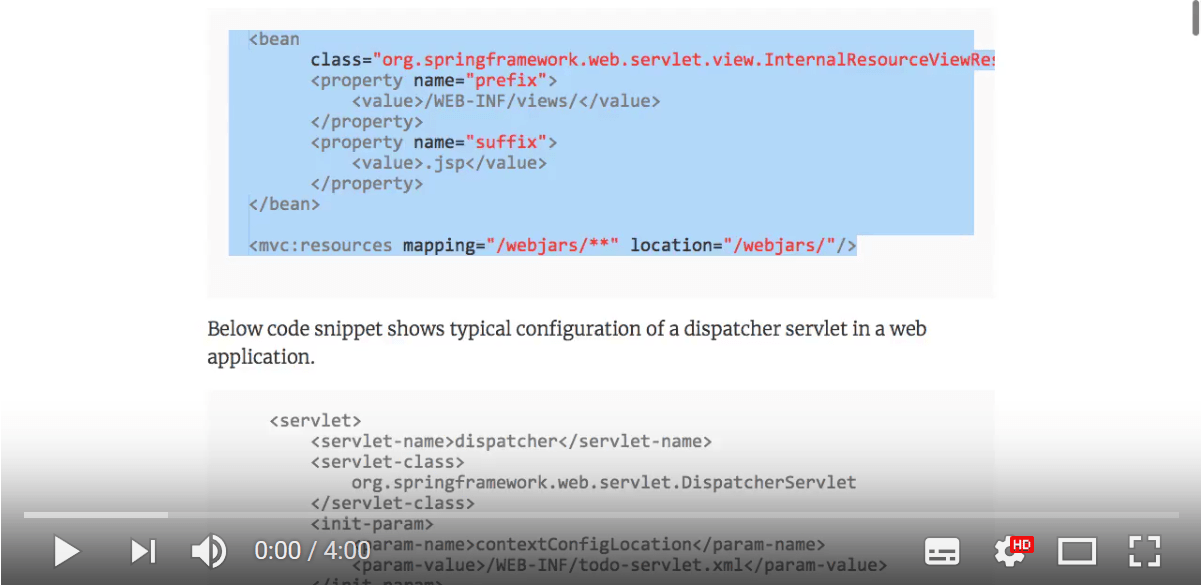 <bean
class="org.springframework.web.servlet.view.InternalResourceViewRes
<property name="prefix">
<value>/WEB-INF/views/</value>
</property>
<property name="suffix">
<value>.jsp</value>
</property>
</bean>
<mvc:resources mapping="/webjars/**" location="/webjars/"/>
Below code snippet shows typical configuration of a dispatcher servlet in a web
application.
<servlet>
<servlet-name>dispatcher</servlet-name>
<servlet-class>
org.springframework.web.servlet.DispatcherServlet
</servlet-class>
<init-param>
<param-name>contextConfigLocation</param-name>
0:00 / 4:00
HD
<param-value>/WEB-INF/todo-servlet.xml</param-value>
</init-param>